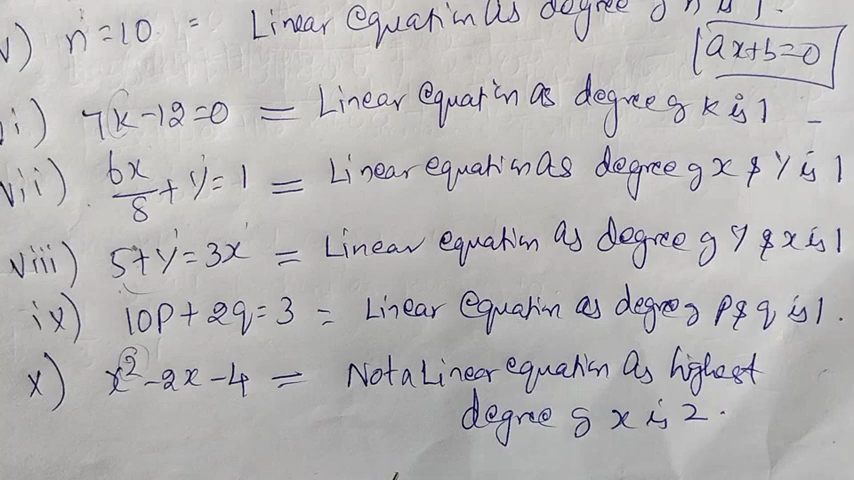 v) n = 10 = Linear equation as degree of n is 1.
ax+b=0
vi) 7k-12=0 = Linear equation as degree of k is 1
vii) 6x/8 + y = 1 = Linear equation as degree of x & y is 1
viii) 5+y=3x = Linear equation as degree of y & x is 1
ix) 10p+2q=3 = Linear equation as degree of p & q is 1.
x) x²-2x-4 = Not a Linear equation as highest
degree of x is 2.